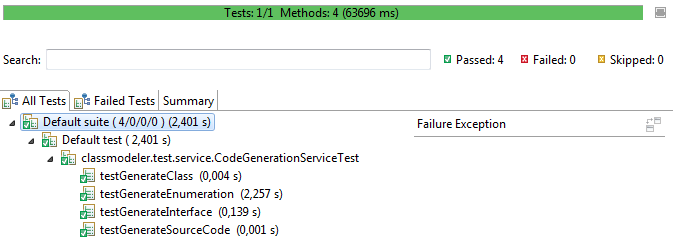 Tests: 1/1 Methods: 4 (63696 ms)
Search: Passed: 4 Failed: 0 Skipped: 0
All Tests Failed Tests Summary
Default suite ( 4/0/0/0 ) (2,401 s) Failure Exception
Default test ( 2,401 s)
classmodeler.test.service.CodeGenerationServiceTest
testGenerateClass (0,004 s)
testGenerateEnumeration (2,257 s)
testGenerateInterface (0,139 s)
testGenerateSourceCode (0,001 s)